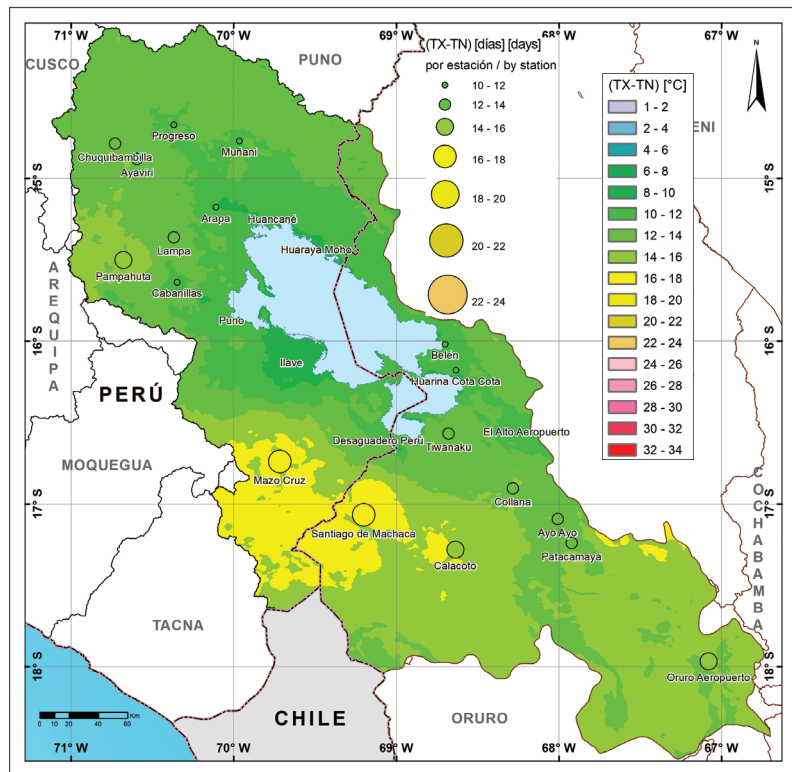 71° W
70° W
69° W
68° W
67° W
CUSCO
PUNO
(TX-TN) [días] [days]
por estación / by station
10 - 12
12 - 14
14 - 16
16 - 18
18 - 20
20 - 22
22 - 24
(TX-TN) [°C]
1 - 2
2 - 4
4 - 6
6 - 8
8 - 10
10 - 12
12 - 14
14 - 16
16 - 18
18 - 20
20 - 22
22 - 24
24 - 26
26 - 28
28 - 30
30 - 32
32 - 34
N
ENI
15° S
16° S
17° S
18° S
15° S
16° S
17° S
18° S
Progreso
Chuquibambilla
Ayaviri
Muñani
Arapa
Huancané
Lampa
Huaraya Moho
Pampahuta
Cabanillas
Puno
Ilave
Belén
Huarina Cota Cota
Desaguadero Perú
Tiwanaku
El Alto Aeropuerto
Mazo Cruz
Collana
Santiago de Machaca
Ayo Ayo
Calacoto
Patacamaya
Oruro Aeropuerto
AREQUIPA
PERÚ
MOQUEGUA
TACNA
CHILE
ORURO
COCHABAMBA
0 10 20 40 60
Km
71° W
70° W
69° W
68° W
67° W